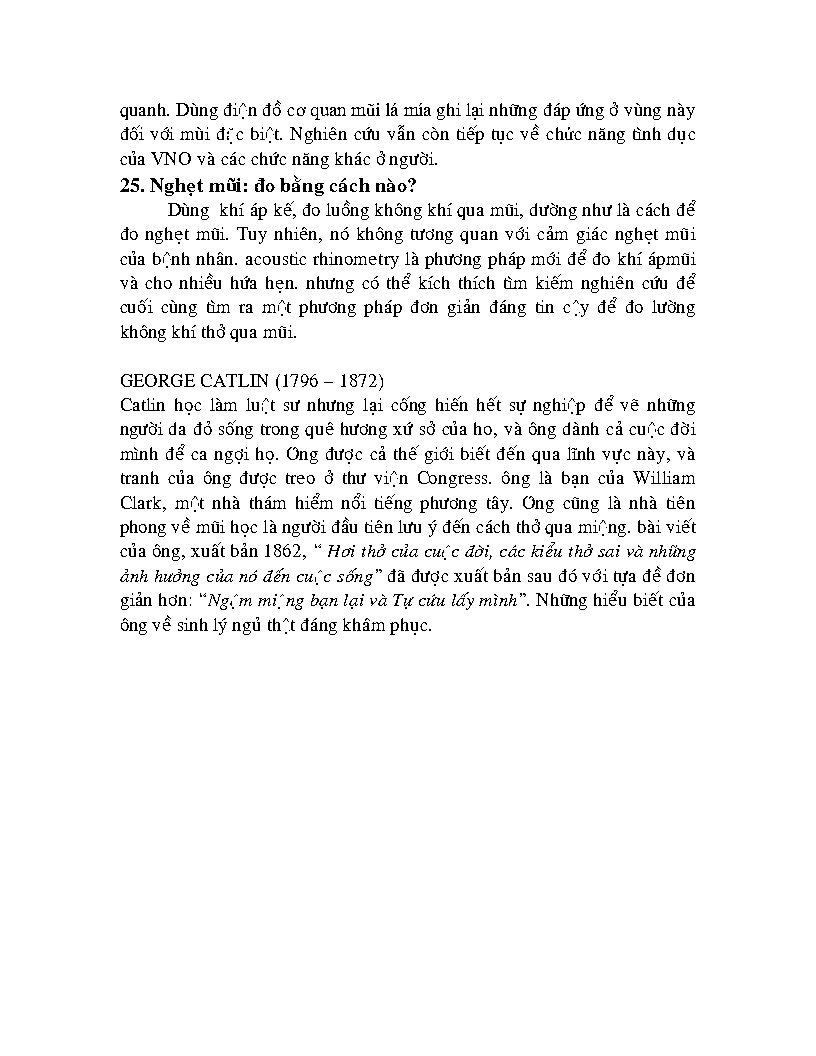 quanh. Dùng điện đồ cơ quan mũi lá mía ghi lại những đáp ứng ở vùng này
đối với mùi đặc biệt. Nghiên cứu vẫn còn tiếp tục về chức năng tình dục
của VNO và các chức năng khác ở người.
25. Nghẹt mũi: đo bằng cách nào?
Dùng khí áp kế, đo luồng không khí qua mũi, dường như là cách để
đo nghẹt mũi. Tuy nhiên, nó không tương quan với cảm giác nghẹt mũi
của bệnh nhân. acoustic rhinometry là phương pháp mới để đo khí ápmũi
và cho nhiều hứa hẹn. nhưng có thể kích thích tìm kiếm nghiên cứu để
cuối cùng tìm ra một phương pháp đơn giản đáng tin cậy để đo lường
không khí thở qua mũi.
GEORGE CATLIN (1796 – 1872)
Catlin học làm luật sư nhưng lại cống hiến hết sự nghiệp để vẽ những
người da đỏ sống trong quê hương xứ sở của ho, và ông dành cả cuộc đời
mình để ca ngợi họ. Ong được cả thế giới biết đến qua lĩnh vực này, và
tranh của ông được treo ở thư viện Congress. ông là bạn của William
Clark, một nhà thám hiểm nổi tiếng phương tây. Ong cũng là nhà tiên
phong về mũi học là người đầu tiên lưu ý đến cách thở qua miệng. bài viết
của ông, xuất bản 1862, “ Hơi thở của cuộc đời, các kiểu thở sai và những
ảnh hưởng của nó đến cuộc sống” đã được xuất bản sau đó với tựa đề đơn
giản hơn: “Ngậm miệng bạn lại và Tự cứu lấy mình”. Những hiểu biết của
ông về sinh lý ngủ thật đáng khâm phục.